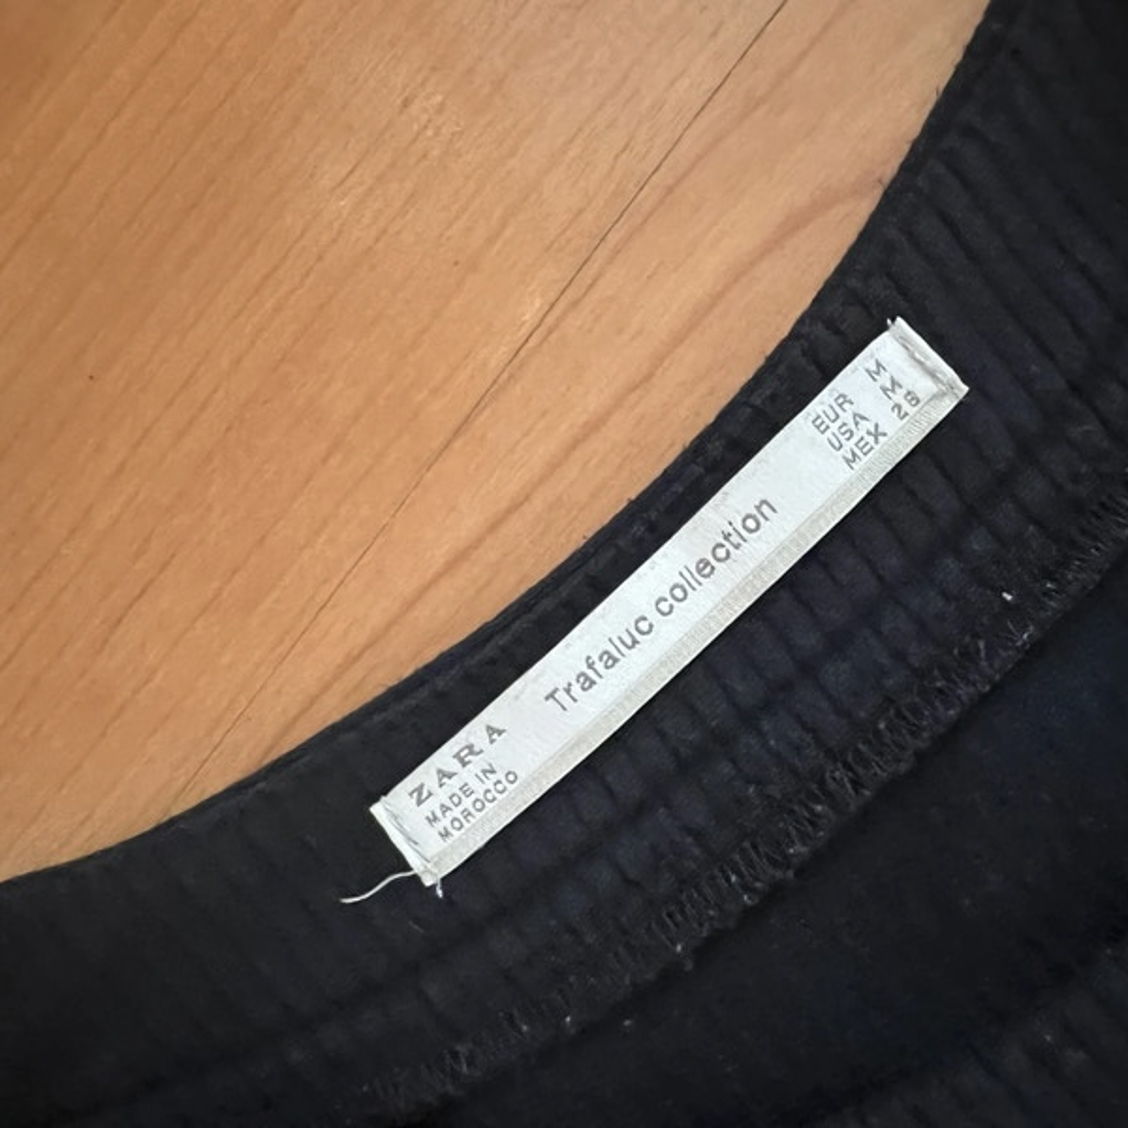 ZARA
MADE IN
MOROCCO
Trafaluc collection
EUR M
USA M
MEX 28